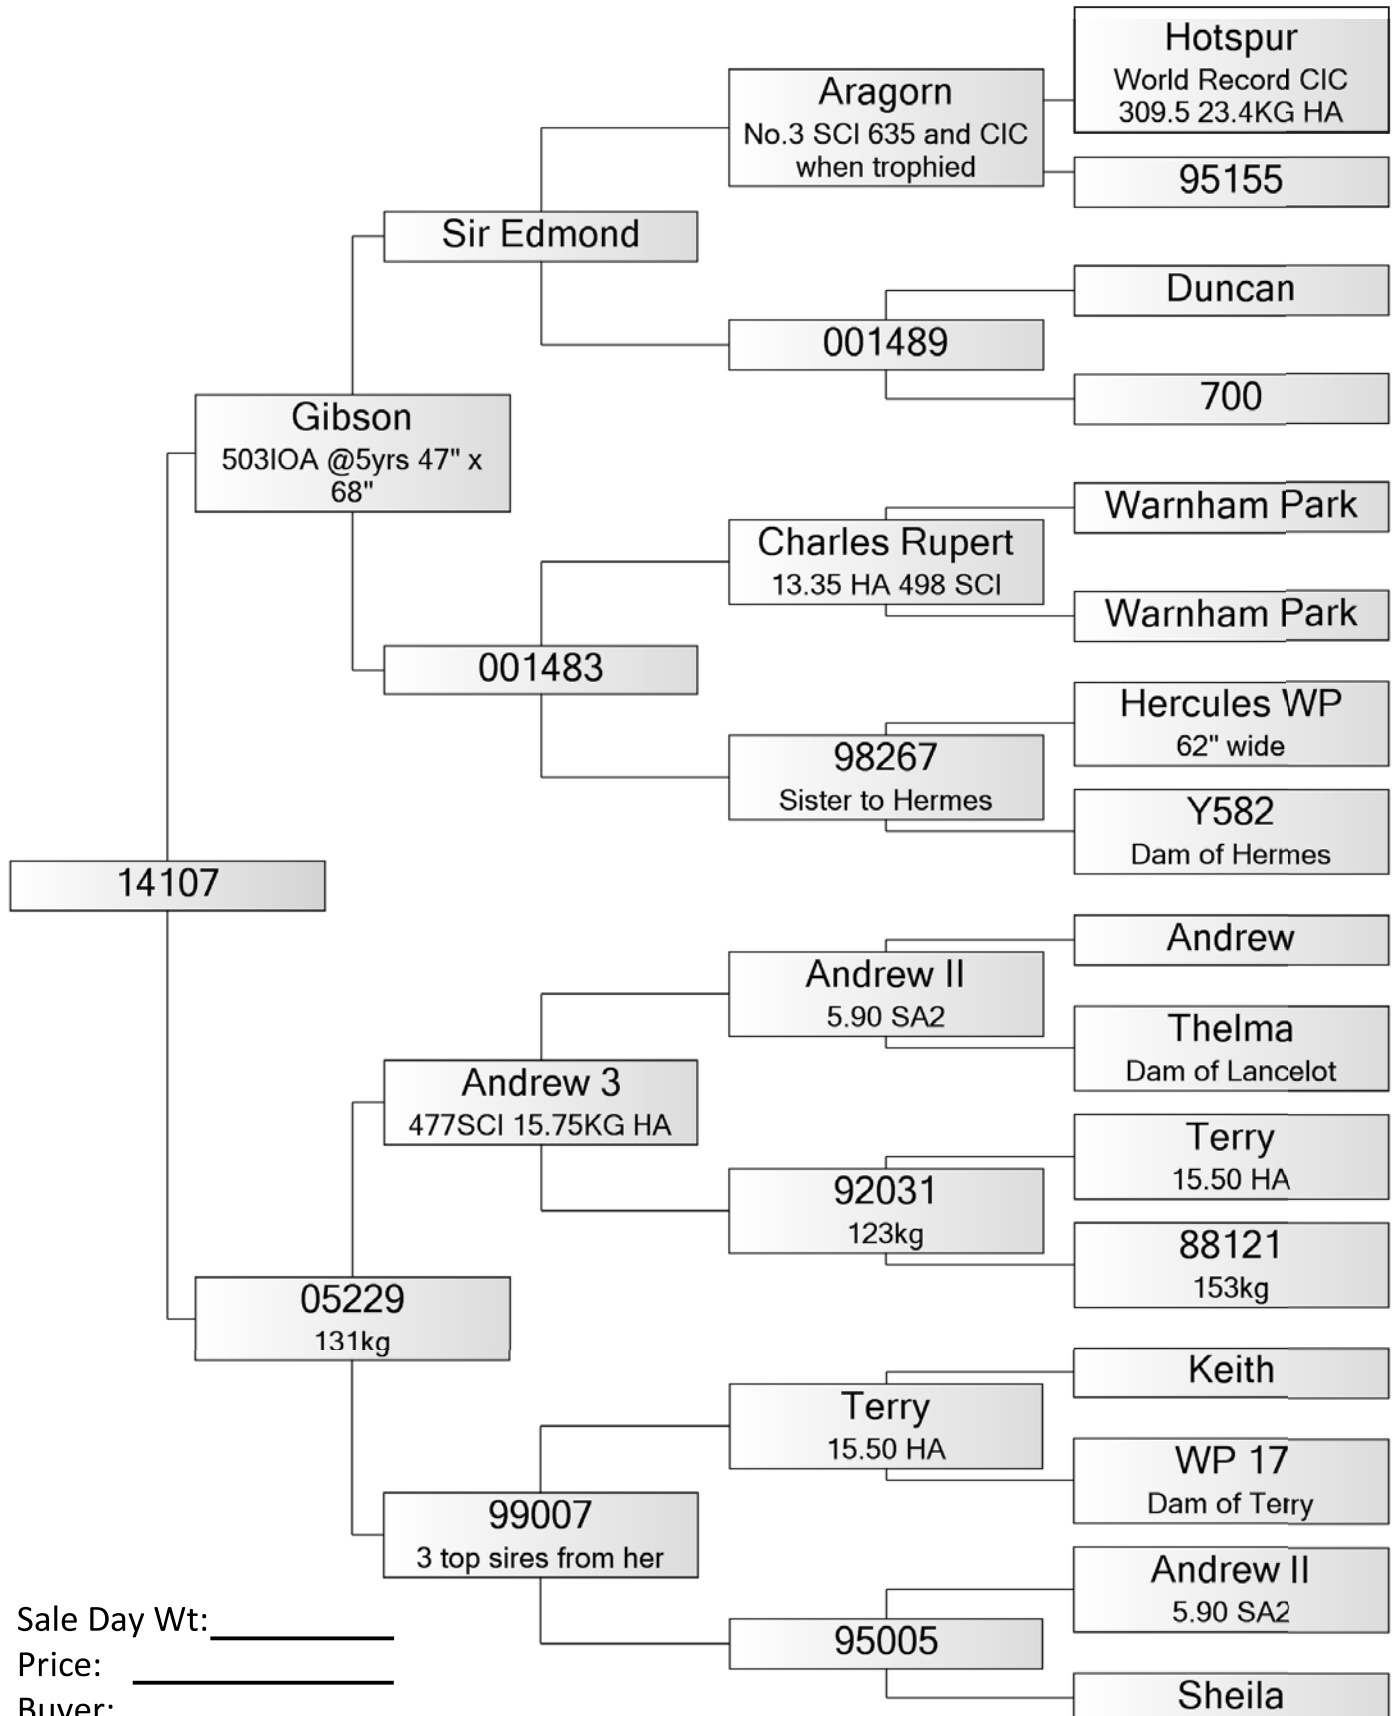 Hotspur
World Record CIC
309.5 23.4KG HA
Aragorn
No.3 SCI 635 and CIC
when trophied
95155
Sir Edmond
Duncan
001489
700
Gibson
503IOA @5yrs 47" x
68"
Warnham Park
Charles Rupert
13.35 HA 498 SCI
Warnham Park
001483
Hercules WP
62" wide
98267
Sister to Hermes
Y582
Dam of Hermes
14107
Andrew
Andrew II
5.90 SA2
Thelma
Dam of Lancelot
Andrew 3
477SCI 15.75KG HA
Terry
15.50 HA
92031
123kg
88121
153kg
05229
131kg
Keith
Terry
15.50 HA
WP 17
Dam of Terry
99007
3 top sires from her
Andrew II
5.90 SA2
95005
Sheila
Sale Day Wt:
Price:
Buyer: